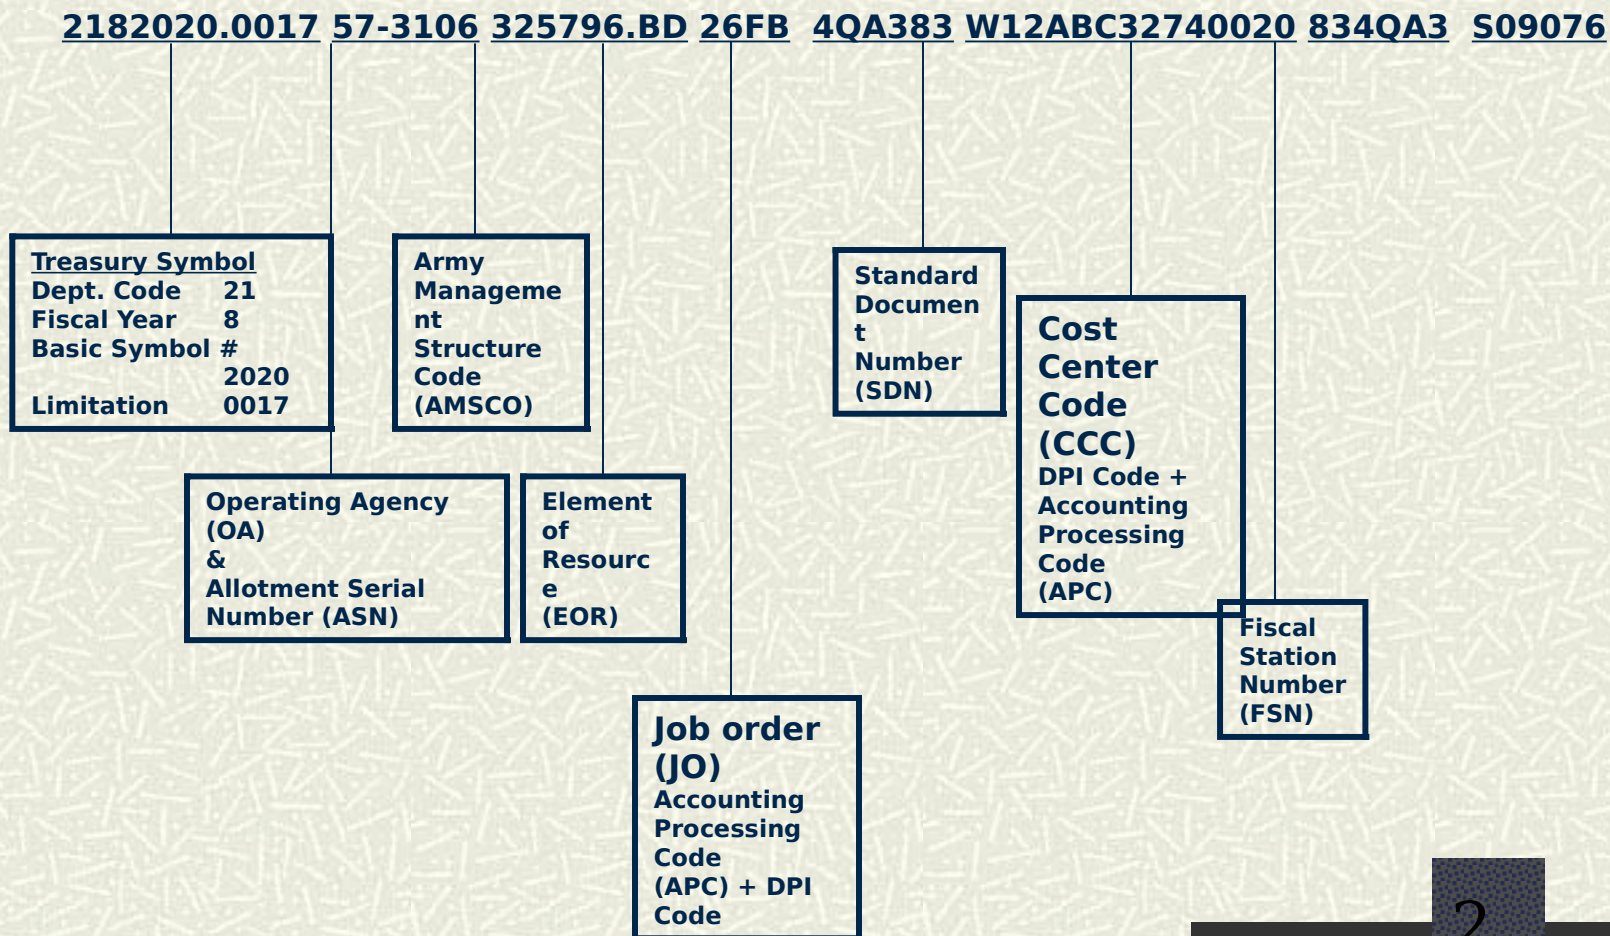 2182020.0017 57-3106 325796.BD 26FB 4QA383 W12ABC32740020 834QA3 S09076
Treasury Symbol
Dept. Code 21
Fiscal Year 8
Basic Symbol #
2020
Limitation 0017
Army
Manageme
nt
Structure
Code
(AMSCO)
Standard
Documen
t
Number
(SDN)
Cost
Center
Code
(CCC)
DPI Code +
Accounting
Processing
Code
(APC)
Operating Agency
(OA)
&
Allotment Serial
Number (ASN)
Element
of
Resourc
e
(EOR)
Fiscal
Station
Number
(FSN)
Job order
(JO)
Accounting
Processing
Code
(APC) + DPI
Code
2